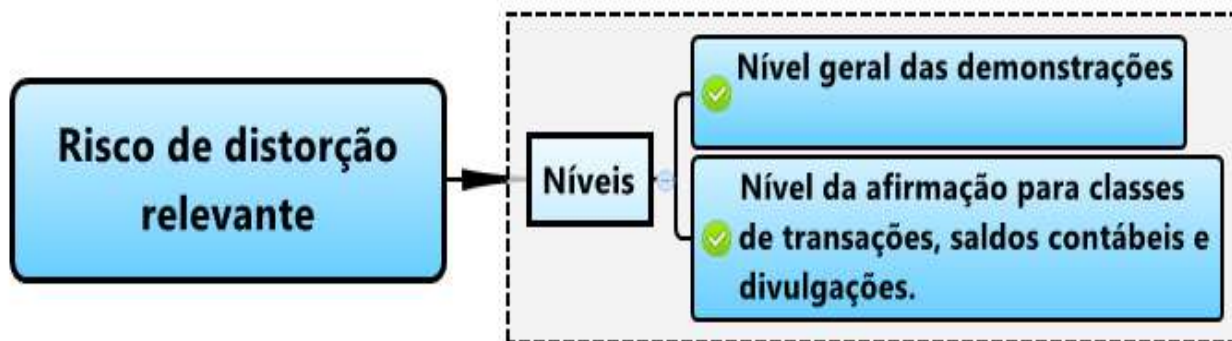 Risco de distorção
relevante
Níveis
Nível geral das demonstrações
Nível da afirmação para classes
de transações, saldos contábeis e
divulgações.